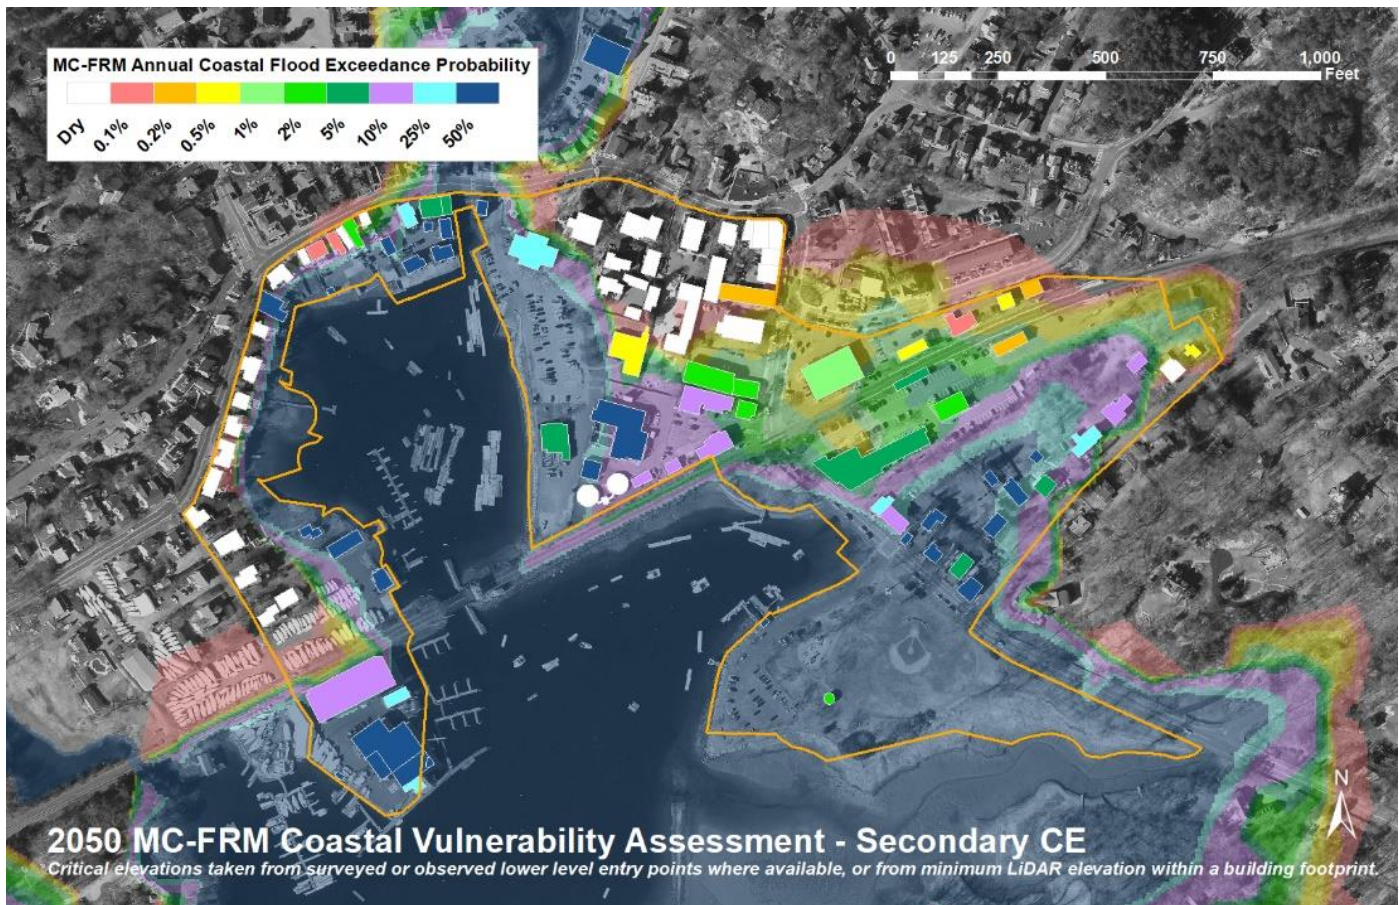 MC-FRM Annual Coastal Flood Exceedance Probability
Dry 0.1% 0.2% 0.5% 1% 2% 5% 10% 25% 50%
0 125 250 500 750 1,000
Feet
N
2050 MC-FRM Coastal Vulnerability Assessment - Secondary CE
Critical elevations taken from surveyed or observed lower level entry points where available, or from minimum LiDAR elevation within a building footprint.